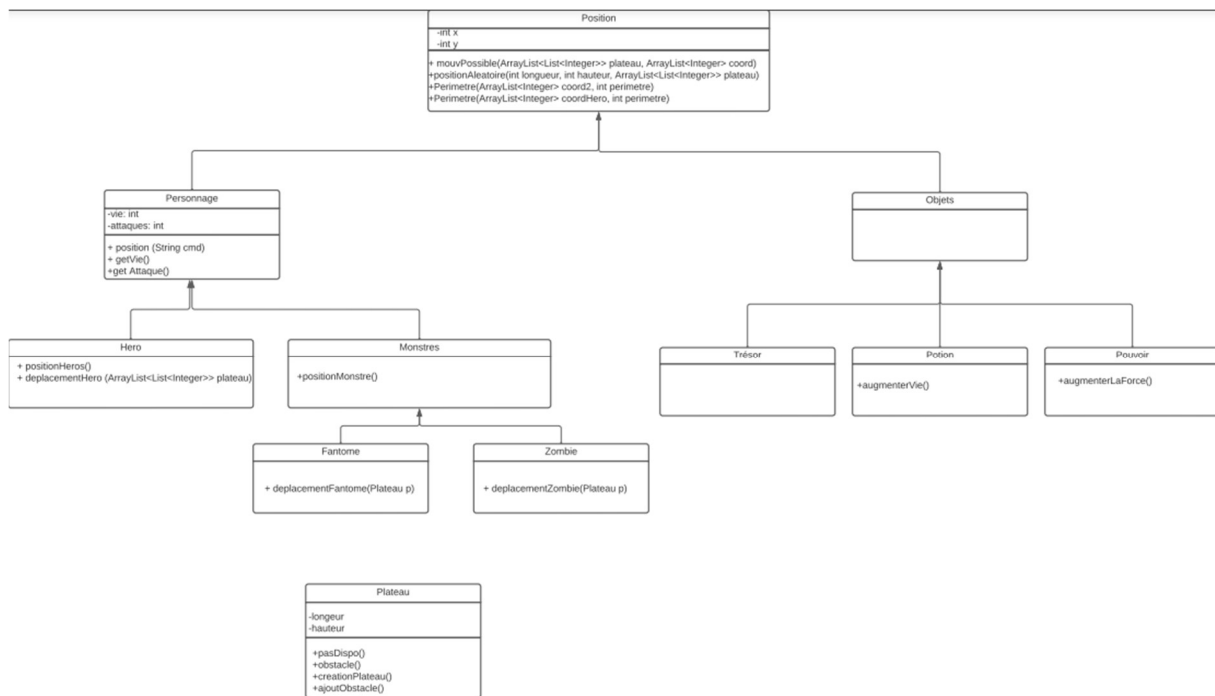 Position
-int x
-int y
+ mouvPossible(ArrayList<List<Integer>> plateau, ArrayList<Integer> coord)
+positionAleatoire(int longueur, int hauteur, ArrayList<List<Integer>> plateau)
+Perimetre(ArrayList<Integer> coord2, int perimetre)
+Perimetre(ArrayList<Integer> coordHero, int perimetre)
Personnage
-vie: int
-attaques: int
+ position (String cmd)
+ getVie()
+get Attaque()
Objets
Hero
+ positionHeros()
+ deplacementHero (ArrayList<List<Integer>> plateau)
Monstres
+positionMonstre()
Trésor
Potion
+augmenterVie()
Pouvoir
+augmenterLaForce()
Fantome
+ deplacementFantome(Plateau p)
Zombie
+ deplacementZombie(Plateau p)
Plateau
-longeur
-hauteur
+pasDispo()
+obstacle()
+creationPlateau()
+ajoutObstacle()